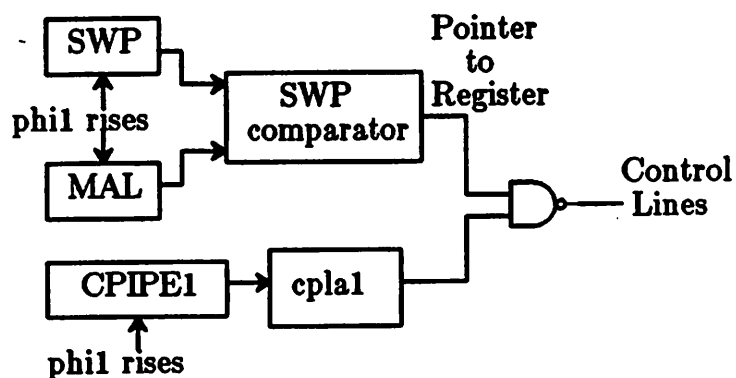 SWP
phi1 rises
MAL
SWP
comparator
Pointer
to
Register
Control
Lines
CPIPE1
cpla1
phi1 rises